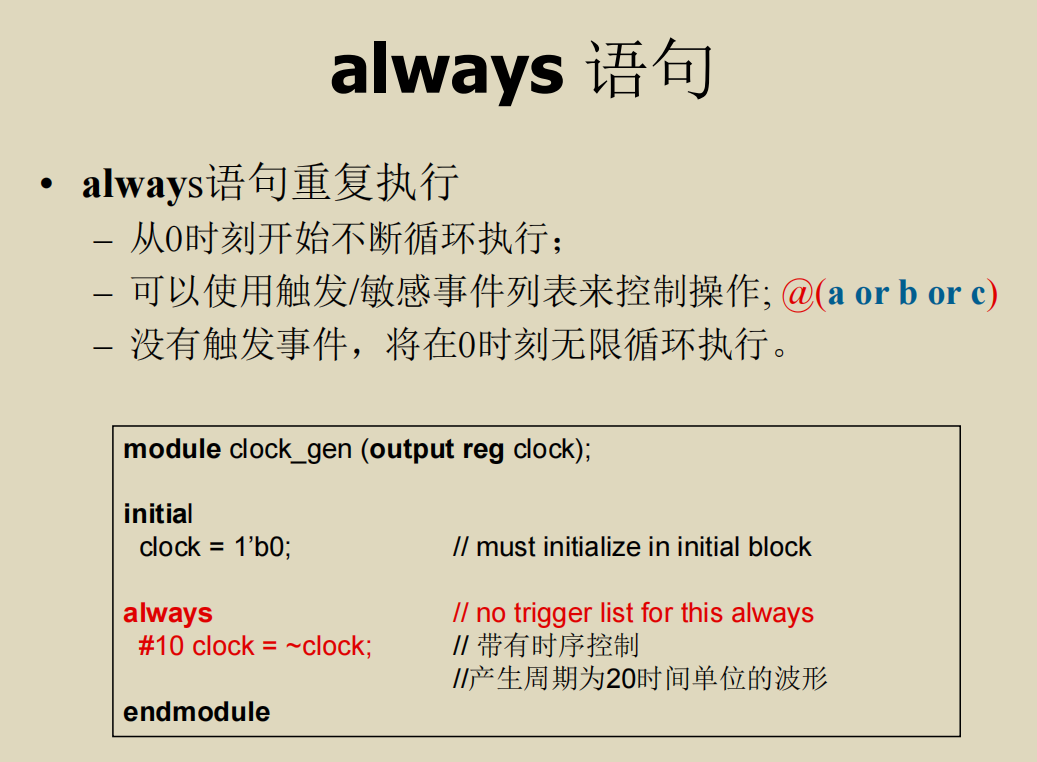 always 语句
• always语句重复执行
– 从0时刻开始不断循环执行；
– 可以使用触发/敏感事件列表来控制操作; @(a or b or c)
– 没有触发事件，将在0时刻无限循环执行。
module clock_gen (output reg clock);
initial
clock = 1’b0; // must initialize in initial block
always // no trigger list for this always
#10 clock = ~clock; // 带有时序控制
//产生周期为20时间单位的波形
endmodule